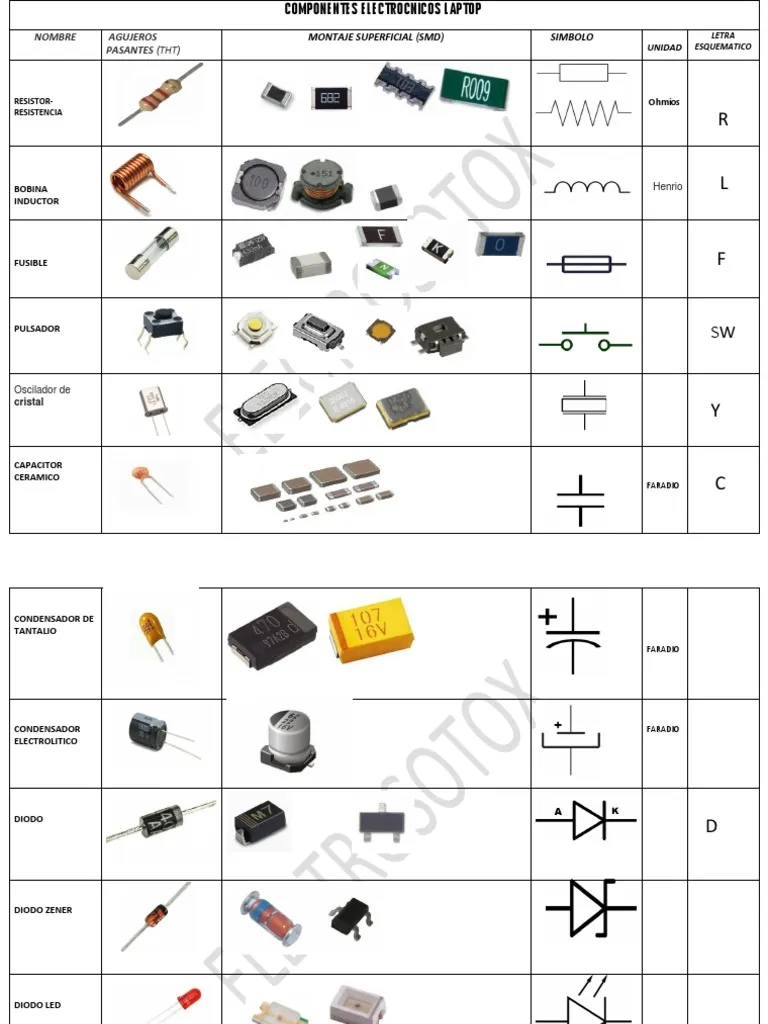 COMPONENTES ELECTROCNICOS LAPTOP
NOMBRE
AGUJEROS
PASANTES (THT)
MONTAJE SUPERFICIAL (SMD)
SIMBOLO
UNIDAD
LETRA
ESQUEMATICO
RESISTOR-
RESISTENCIA
682
R009
Ohmios
R
BOBINA
INDUCTOR
100
151
Henrio
L
FUSIBLE
F
K
N
0
F
PULSADOR
SW
Oscilador de
cristal
Y
CAPACITOR
CERAMICO
FARADIO
C
CONDENSADOR DE
TANTALIO
470
107
16V
+
FARADIO
CONDENSADOR
ELECTROLITICO
+
FARADIO
DIODO
M7
A
K
D
DIODO ZENER
DIODO LED
ELECTROSOTOX